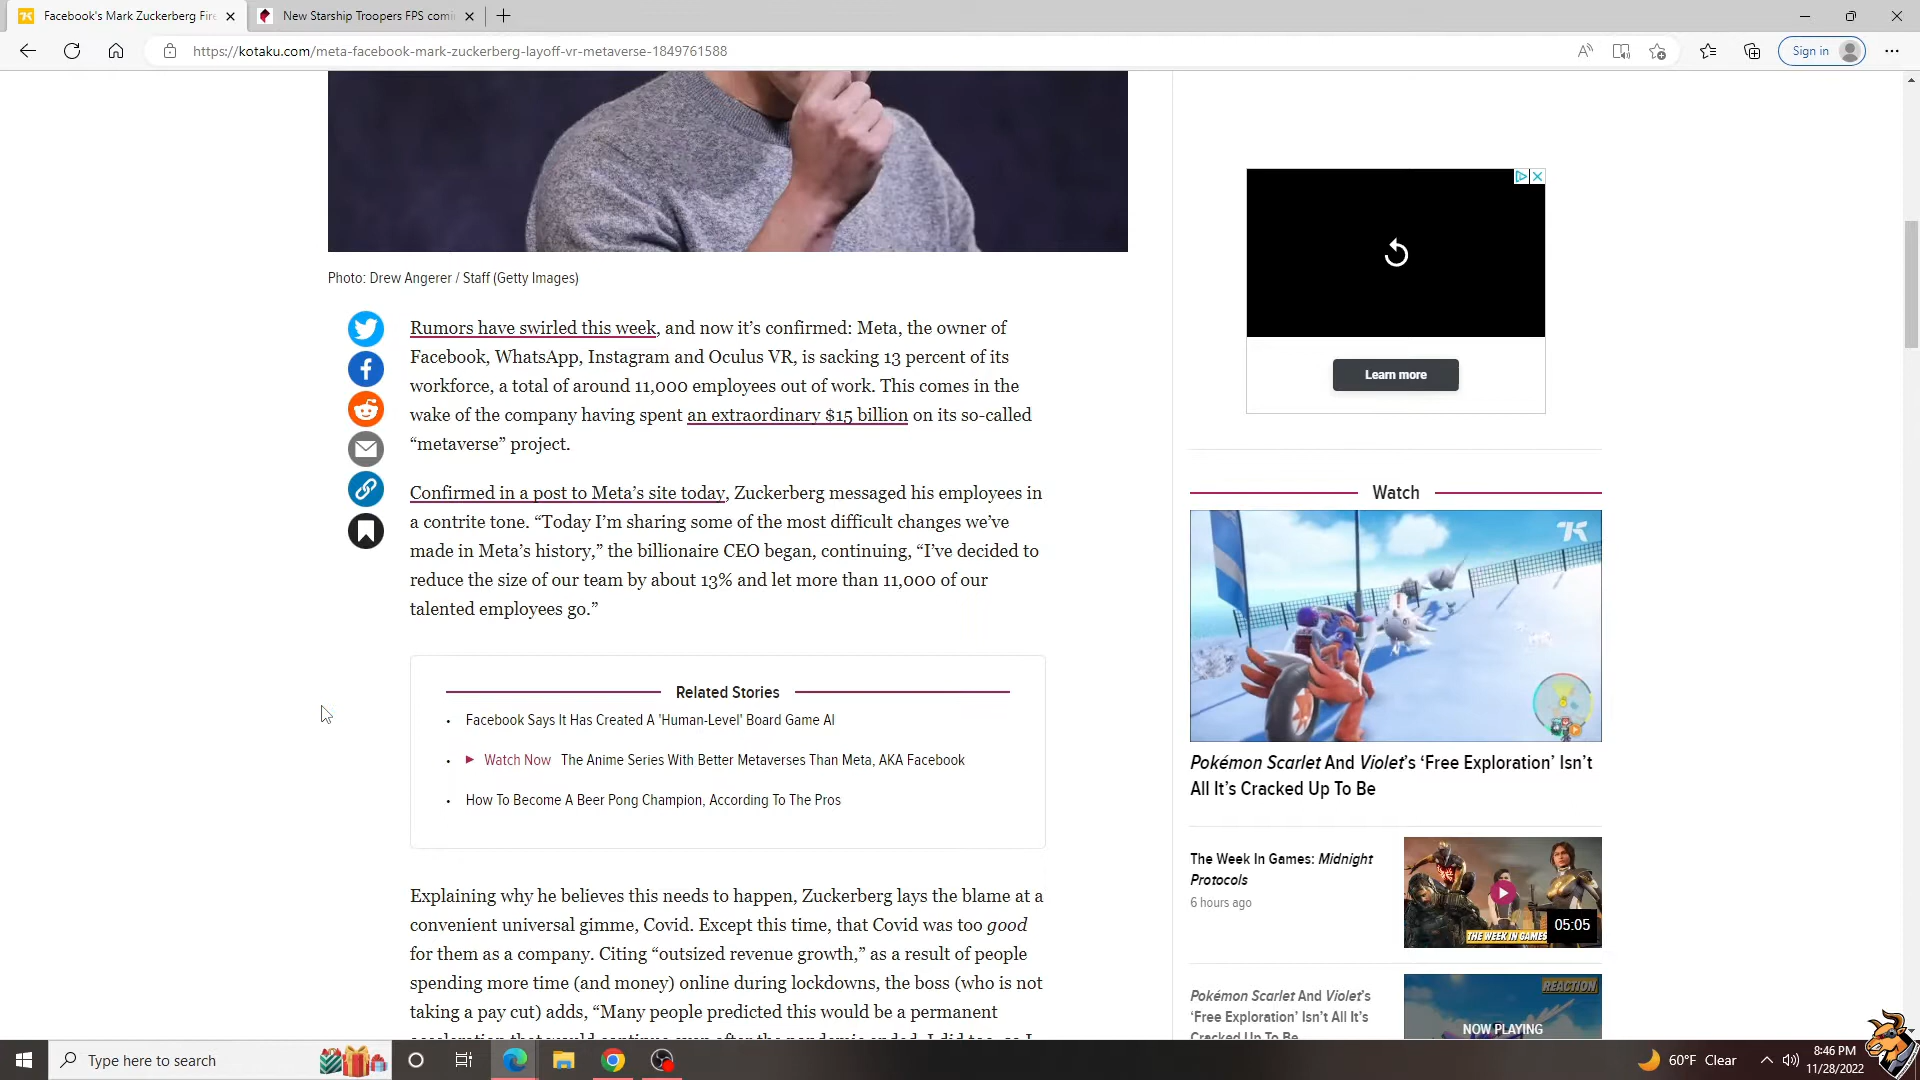 Facebook's Mark Zuckerberg Fire
New Starship Troopers FPS comi
https://kotaku.com/meta-facebook-mark-zuckerberg-layoff-vr-metaverse-1849761588
Sign in
Photo: Drew Angerer / Staff (Getty Images)
Rumors have swirled this week, and now it’s confirmed: Meta, the owner of
Facebook, WhatsApp, Instagram and Oculus VR, is sacking 13 percent of its
workforce, a total of around 11,000 employees out of work. This comes in the
wake of the company having spent an extraordinary $15 billion on its so-called
“metaverse” project.
Confirmed in a post to Meta’s site today, Zuckerberg messaged his employees in
a contrite tone. “Today I’m sharing some of the most difficult changes we’ve
made in Meta’s history,” the billionaire CEO began, continuing, “I’ve decided to
reduce the size of our team by about 13% and let more than 11,000 of our
talented employees go.”
Related Stories
Facebook Says It Has Created A 'Human-Level' Board Game AI
Watch Now The Anime Series With Better Metaverses Than Meta, AKA Facebook
How To Become A Beer Pong Champion, According To The Pros
Explaining why he believes this needs to happen, Zuckerberg lays the blame at a
convenient universal gimme, Covid. Except this time, that Covid was too good
for them as a company. Citing “outsized revenue growth,” as a result of people
spending more time (and money) online during lockdowns, the boss (who is not
taking a pay cut) adds, “Many people predicted this would be a permanent
Learn more
Watch
Pokémon Scarlet And Violet’s ‘Free Exploration’ Isn’t
All It’s Cracked Up To Be
The Week In Games: Midnight
Protocols
6 hours ago
THE WEEK IN GAMES
05:05
Pokémon Scarlet And Violet’s
‘Free Exploration’ Isn’t All It’s
Cracked Up To Be
REACTION
NOW PLAYING
Type here to search
60°F Clear
8:46 PM
11/28/2022